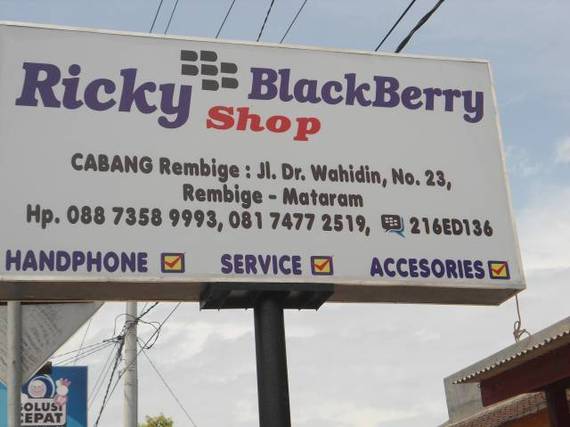 Ricky BlackBerry
Shop
CABANG Rembige : Jl. Dr. Wahidin, No. 23,
Rembige - Mataram
Hp. 088 7358 9993, 081 7477 2519, 216ED136
HANDPHONE SERVICE ACCESORIES
SOLUSI
CEPAT